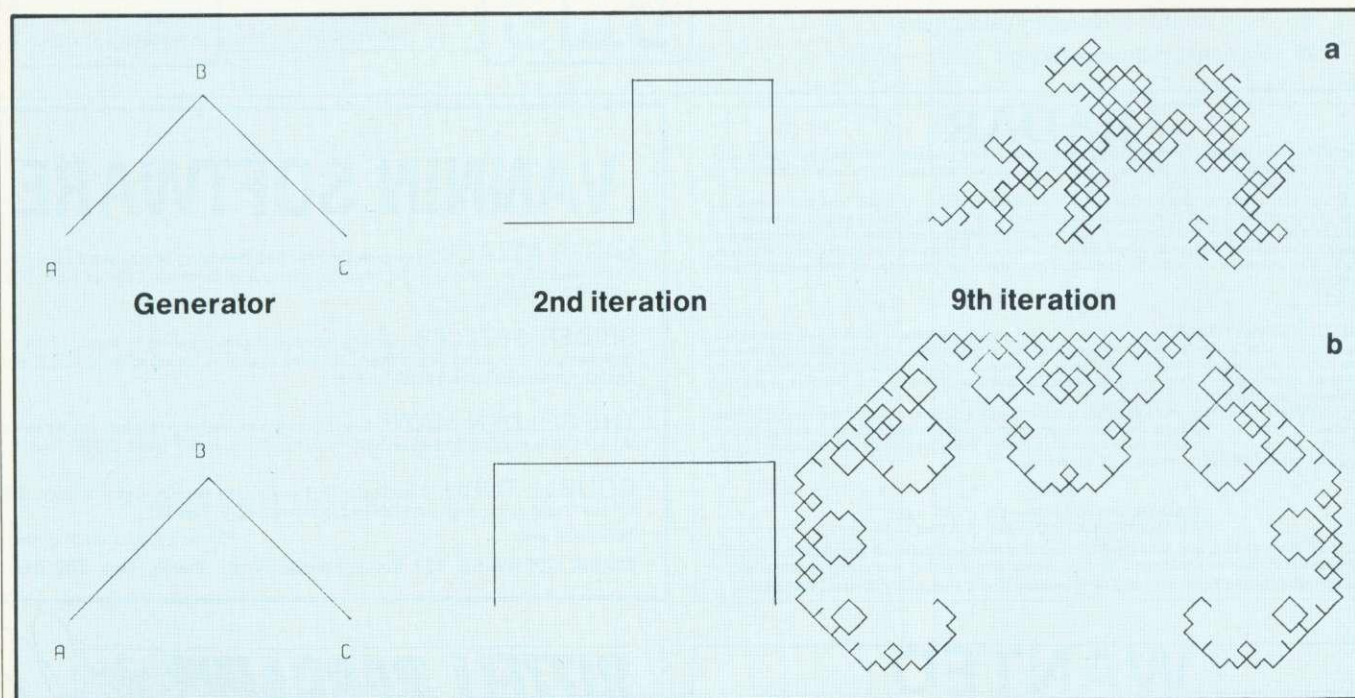 a
B
A
C
Generator
2nd iteration
9th iteration
b
B
A
C